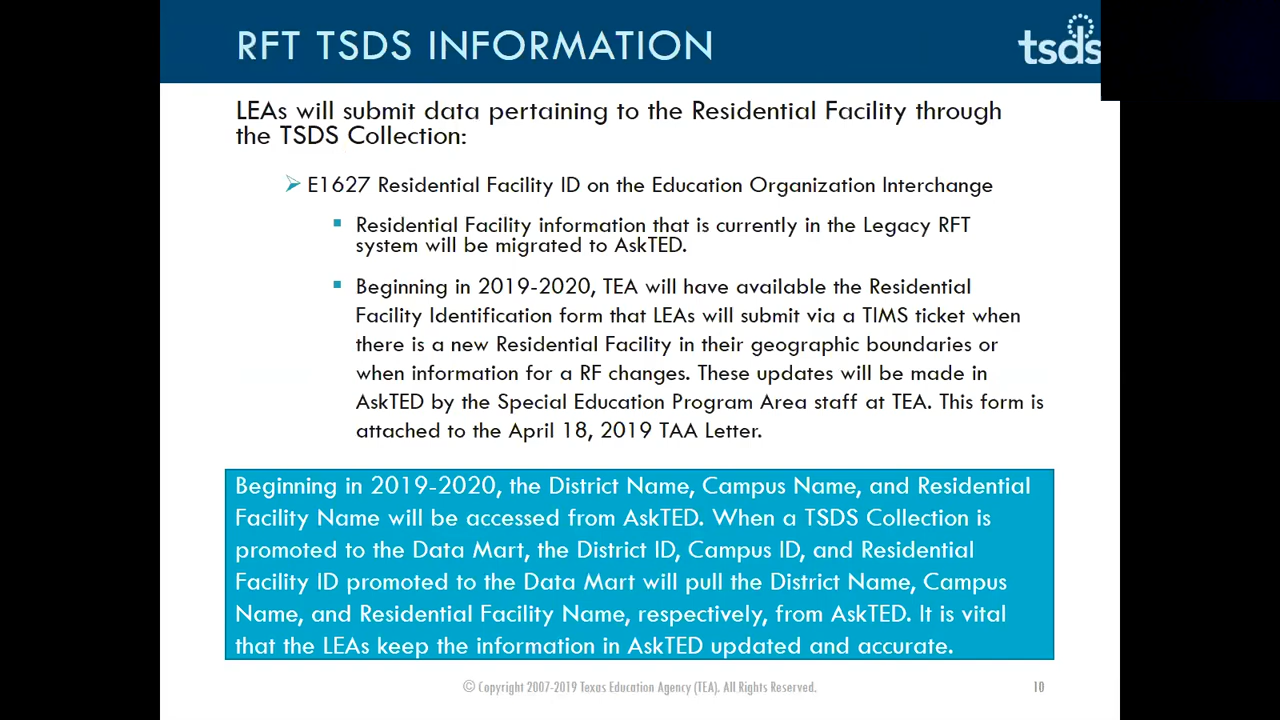 RFT TSDS INFORMATION
tsds
LEAs will submit data pertaining to the Residential Facility through
the TSDS Collection:
E1627 Residential Facility ID on the Education Organization Interchange
Residential Facility information that is currently in the Legacy RFT
system will be migrated to AskTED.
Beginning in 2019-2020, TEA will have available the Residential
Facility Identification form that LEAs will submit via a TIMS ticket when
there is a new Residential Facility in their geographic boundaries or
when information for a RF changes. These updates will be made in
AskTED by the Special Education Program Area staff at TEA. This form is
attached to the April 18, 2019 TAA Letter.
Beginning in 2019-2020, the District Name, Campus Name, and Residential
Facility Name will be accessed from AskTED. When a TSDS Collection is
promoted to the Data Mart, the District ID, Campus ID, and Residential
Facility ID promoted to the Data Mart will pull the District Name, Campus
Name, and Residential Facility Name, respectively, from AskTED. It is vital
that the LEAs keep the information in AskTED updated and accurate.
© Copyright 2007-2019 Texas Education Agency (TEA). All Rights Reserved.
10